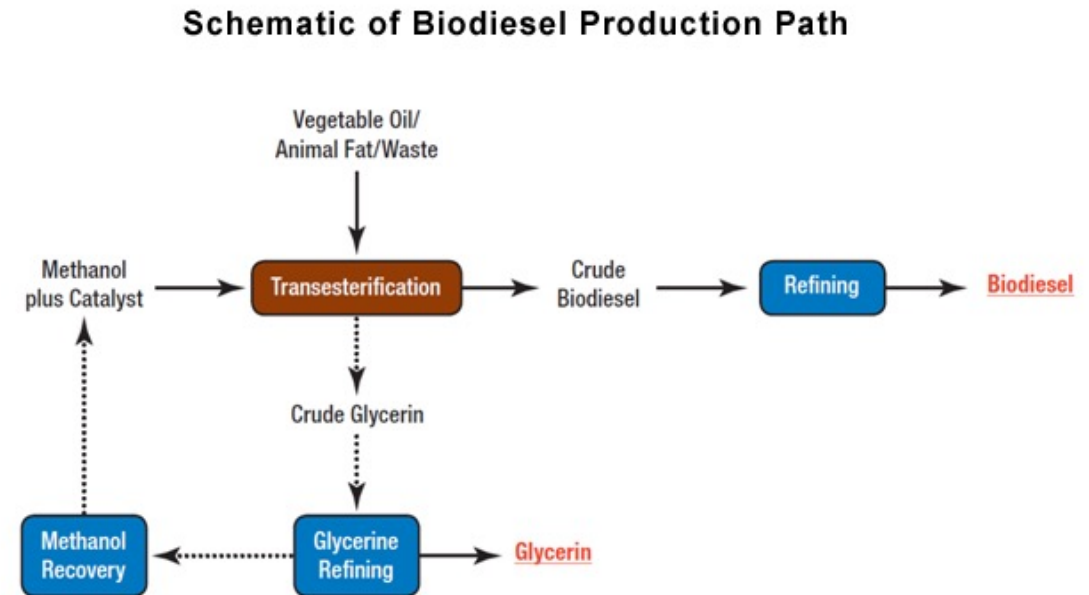 Schematic of Biodiesel Production Path
Vegetable Oil/
Animal Fat/Waste
Methanol
plus Catalyst
Transesterification
Crude
Biodiesel
Refining
Biodiesel
Crude Glycerin
Methanol
Recovery
Glycerine
Refining
Glycerin